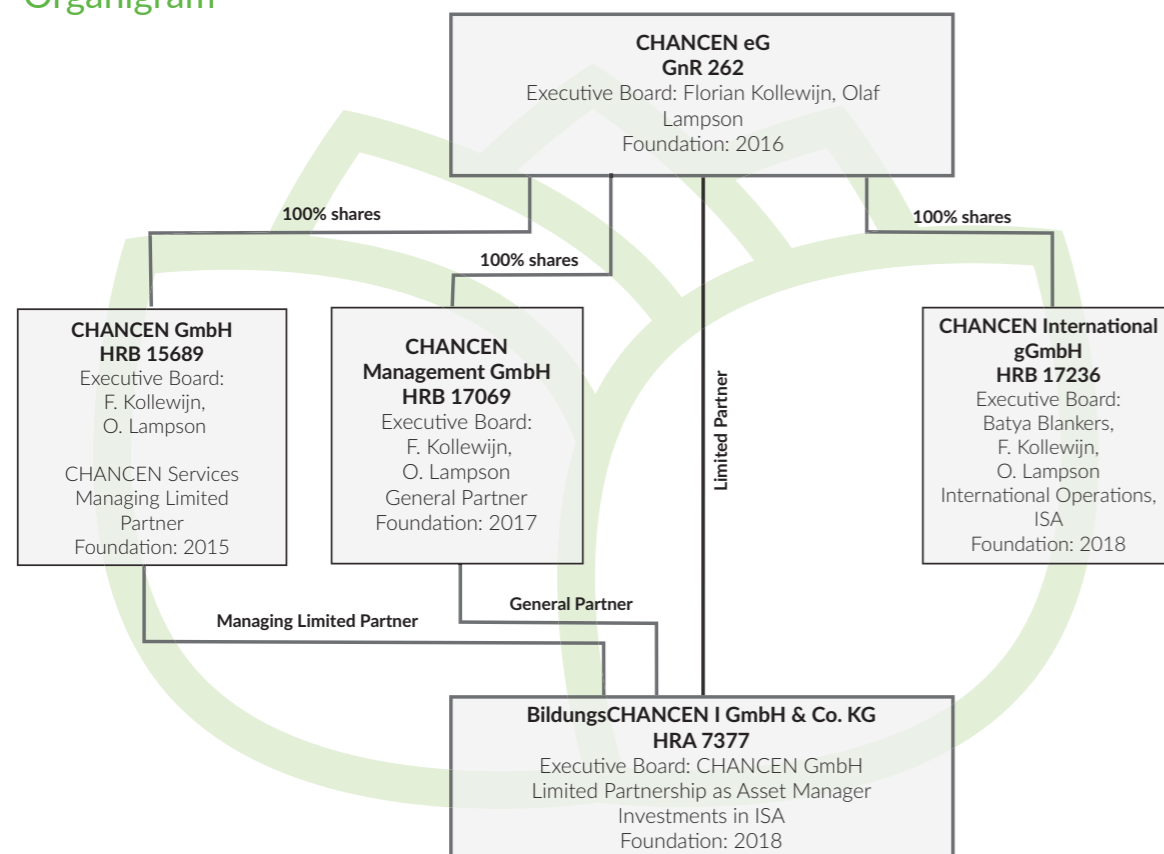 Organigram
CHANCEN eG
GnR 262
Executive Board: Florian Kollewijn, Olaf
Lampson
Foundation: 2016
100% shares
100% shares
100% shares
CHANCEN GmbH
HRB 15689
Executive Board:
F. Kollewijn,
O. Lampson
CHANCEN Services
Managing Limited
Partner
Foundation: 2015
CHANCEN
Management GmbH
HRB 17069
Executive Board:
F. Kollewijn,
O. Lampson
General Partner
Foundation: 2017
Limited Partner
CHANCEN International
gGmbH
HRB 17236
Executive Board:
Batya Blankers,
F. Kollewijn,
O. Lampson
International Operations,
ISA
Foundation: 2018
Managing Limited Partner
General Partner
BildungsCHANCEN I GmbH & Co. KG
HRA 7377
Executive Board: CHANCEN GmbH
Limited Partnership as Asset Manager
Investments in ISA
Foundation: 2018